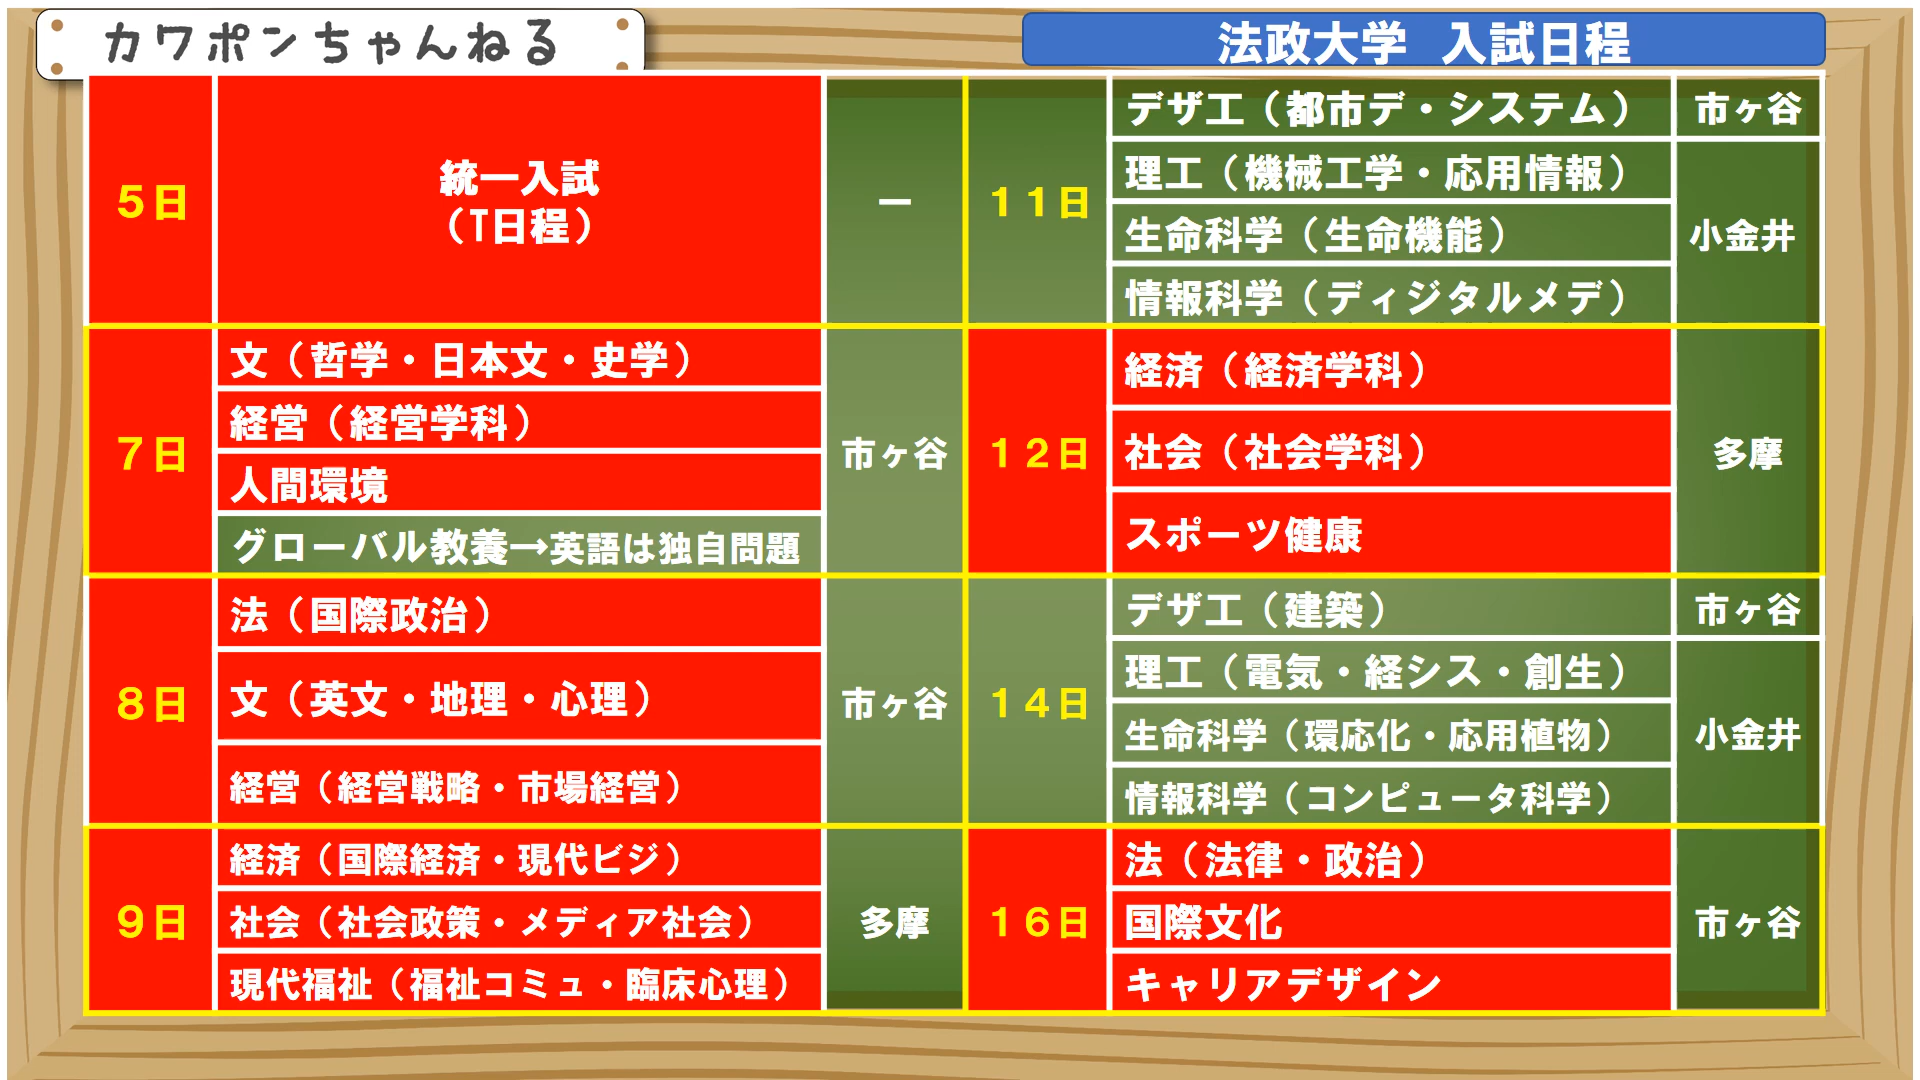 カワポンちゃんねる
法政大学 入試日程
5日
統一入試
（T日程）
ー
7日
文（哲学・日本文・史学）
経営（経営学科）
人間環境
グローバル教養→英語は独自問題
市ヶ谷
8日
法（国際政治）
文（英文・地理・心理）
経営（経営戦略・市場経営）
市ヶ谷
9日
経済（国際経済・現代ビジ）
社会（社会政策・メディア社会）
現代福祉（福祉コミュ・臨床心理）
多摩
11日
デザ工（都市デ・システム）
市ヶ谷
理工（機械工学・応用情報）
生命科学（生命機能）
情報科学（ディジタルメデ）
小金井
12日
経済（経済学科）
社会（社会学科）
スポーツ健康
多摩
14日
デザ工（建築）
市ヶ谷
理工（電気・経シス・創生）
生命科学（環応化・応用植物）
情報科学（コンピュータ科学）
小金井
16日
法（法律・政治）
国際文化
キャリアデザイン
市ヶ谷